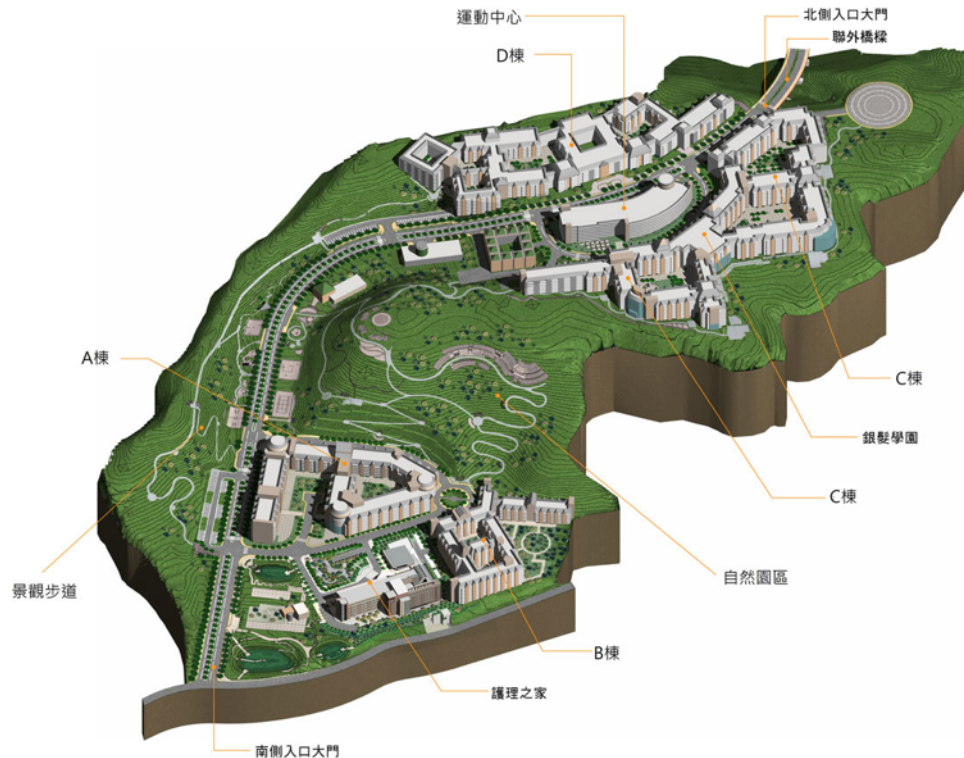 北側入口大門
運動中心
聯外橋樑
D棟
A棟
C棟
銀髮學園
C棟
自然園區
景觀步道
B棟
護理之家
南側入口大門